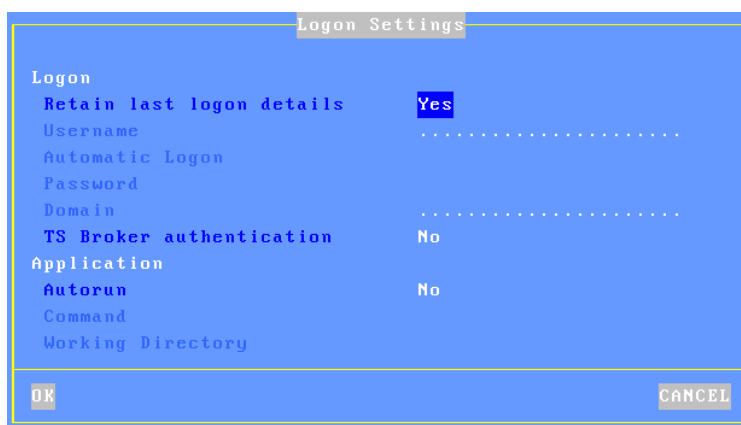 Logon Settings
Logon
Retain last logon details Yes
Username ......................
Automatic Logon
Password
Domain ......................
TS Broker authentication No
Application
Autorun No
Command
Working Directory
OK CANCEL